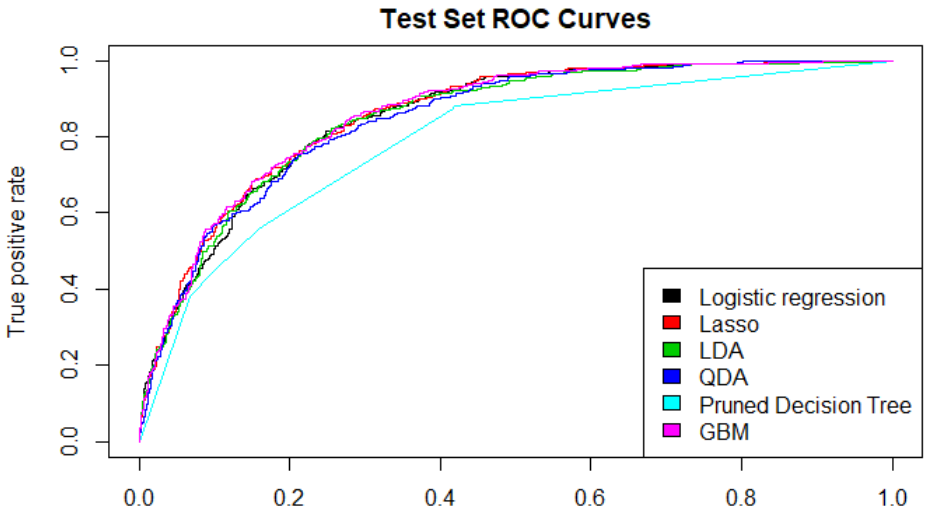 Test Set ROC Curves
True positive rate
1.0
0.8
0.6
0.4
0.2
0.0
Logistic regression
Lasso
LDA
QDA
Pruned Decision Tree
GBM
0.0 0.2 0.4 0.6 0.8 1.0